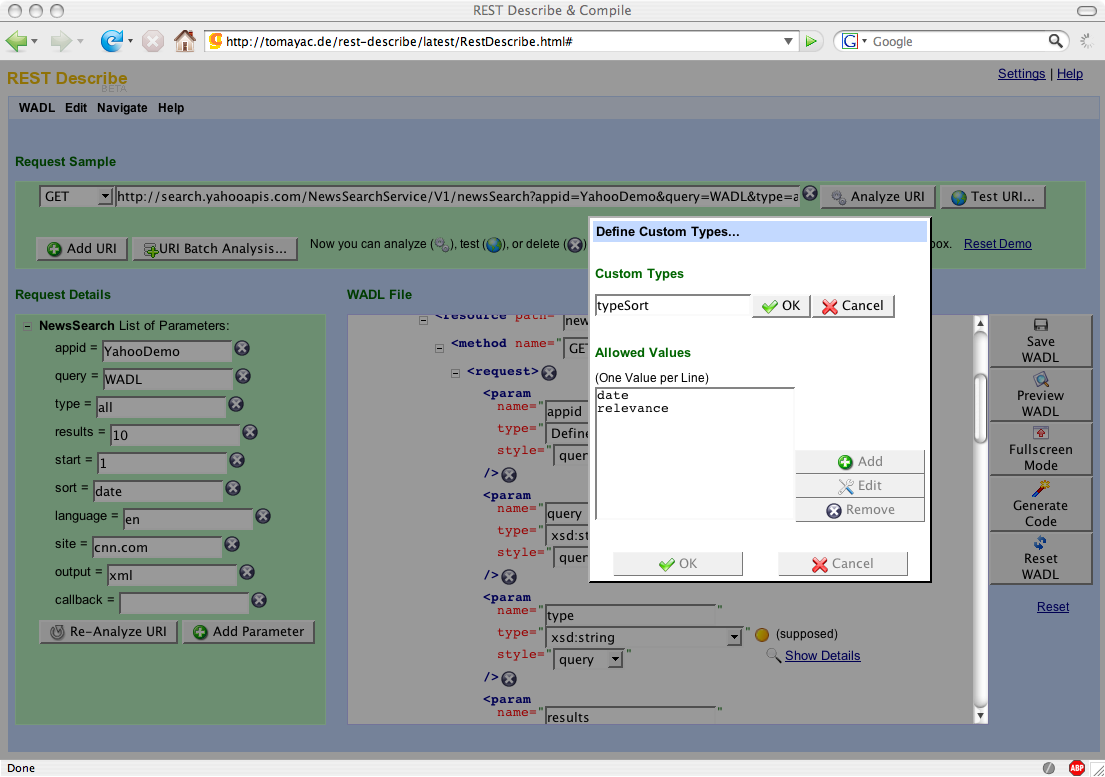 REST Describe & Compile
http://tomayac.de/rest-describe/latest/RestDescribe.html#
Google
REST Describe
BETA
Settings | Help
WADL Edit Navigate Help
Request Sample
GET http://search.yahooapis.com/NewsSearchService/V1/newsSearch?appid=YahooDemo&query=WADL&type=a Analyze URI Test URI...
Add URI URI Batch Analysis... Now you can analyze ( ), test ( ), or delete ( ) box. Reset Demo
Define Custom Types...
Custom Types
typeSort OK Cancel
Allowed Values
(One Value per Line)
date
relevance
Add
Edit
Remove
OK Cancel
Request Details
NewsSearch List of Parameters:
appid = YahooDemo
query = WADL
type = all
results = 10
start = 1
sort = date
language = en
site = cnn.com
output = xml
callback =
Re-Analyze URI Add Parameter
WADL File
<resource path= new
<method name=" GE
<request>
<param
name="appid
type=" Define
style=" quer
/>
<param
name="query
type=" xsd:st
style=" quer
/>
<param
name="type "
type=" xsd:string " (supposed)
style=" query " Show Details
/>
<param
name="results "
Save
WADL
Preview
WADL
Fullscreen
Mode
Generate
Code
Reset
WADL
Reset
Done
ABP